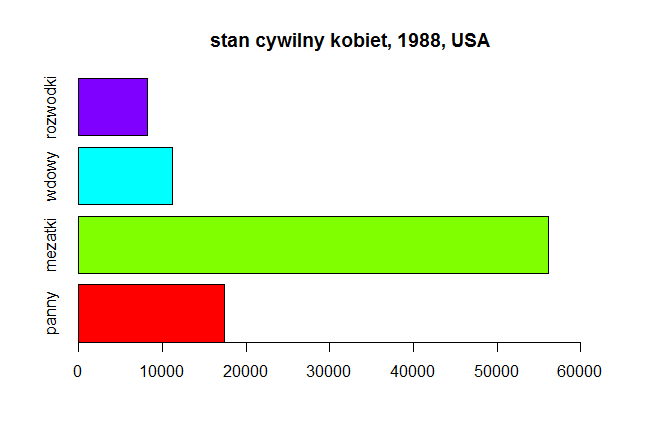 stan cywilny kobiet, 1988, USA
rozwodki
wdowy
mezatki
panny
0 10000 20000 30000 40000 50000 60000